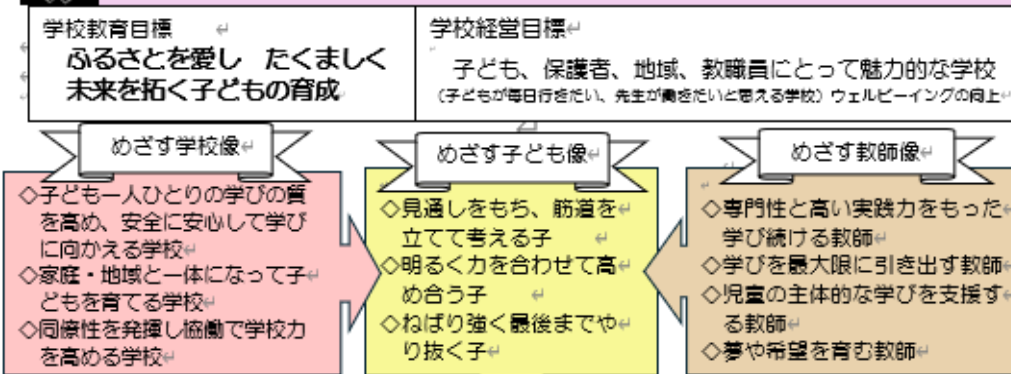 学校教育目標
ふるさとを愛し　たくましく
未来を拓く子どもの育成
学校経営目標
子ども、保護者、地域、教職員にとって魅力的な学校
（子どもが毎日行きたい、先生が働きたいと思える学校）ウェルビーイングの向上
めざす学校像
◇子ども一人ひとりの学びの質
を高め、安全に安心して学び
に向かえる学校
◇家庭・地域と一体になって子
どもを育てる学校
◇同僚性を発揮し協働で学校力
を高める学校
めざす子ども像
◇見通しをもち、筋道を
立てて考える子
◇明るく力を合わせて高
め合う子
◇ねばり強く最後までや
り抜く子
めざす教師像
◇専門性と高い実践力をもった
学び続ける教師
◇学びを最大限に引き出す教師
◇児童の主体的な学びを支援す
る教師
◇夢や希望を育む教師